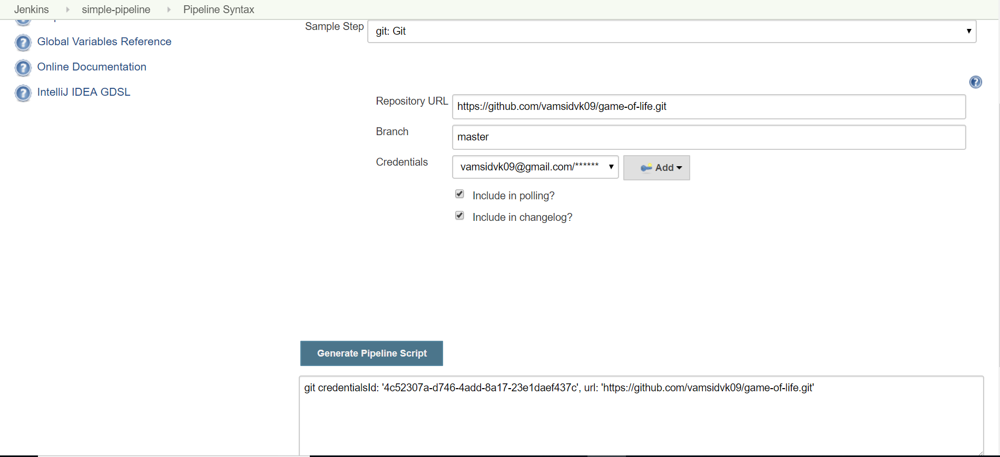 Jenkins simple-pipeline Pipeline Syntax
Sample Step git: Git
Global Variables Reference
Online Documentation
IntelliJ IDEA GDSL
Repository URL https://github.com/vamsidvk09/game-of-life.git
Branch master
Credentials vamsidvk09@gmail.com/****** Add
Include in polling?
Include in changelog?
Generate Pipeline Script
git credentialsId: '4c52307a-d746-4add-8a17-23e1daef437c', url: 'https://github.com/vamsidvk09/game-of-life.git'